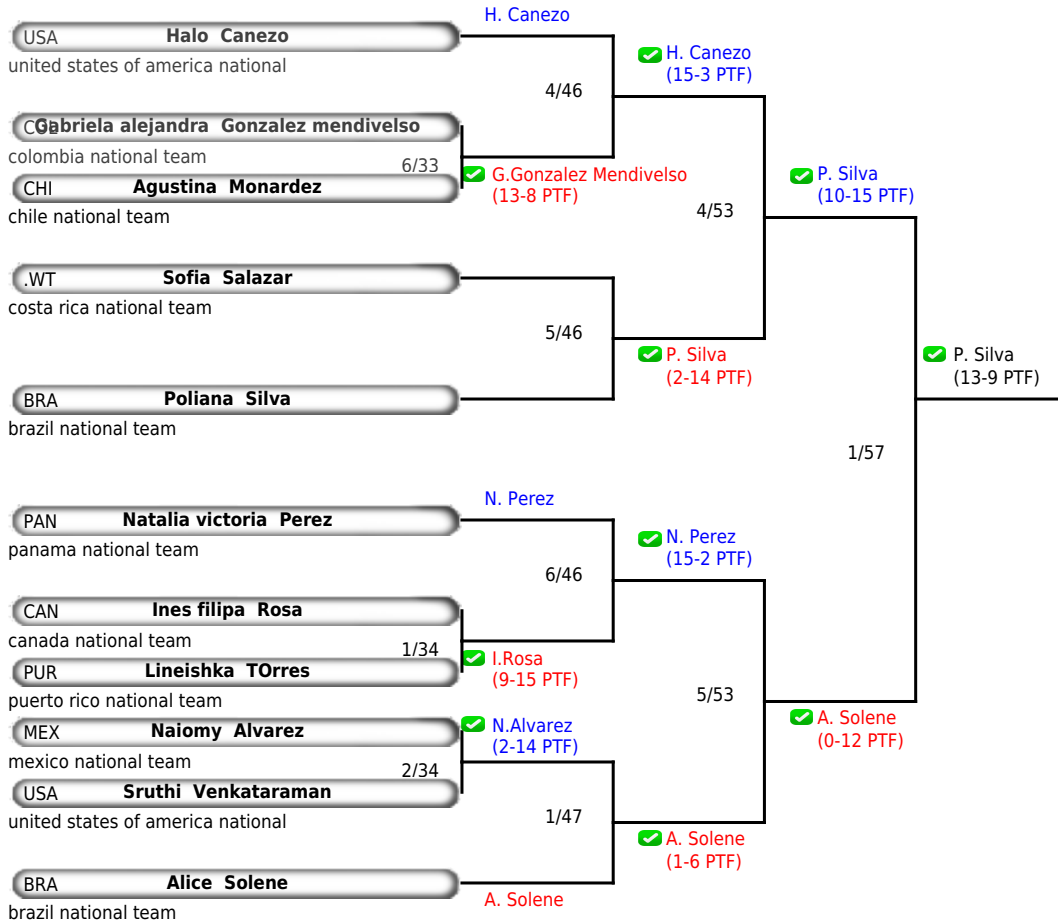 H. Canezo
USA Halo Canezo
united states of america national
H. Canezo
(15-3 PTF)
4/46
Gabriela alejandra Gonzalez mendivelso
colombia national team
6/33
G.Gonzalez Mendivelso
(13-8 PTF)
CHI Agustina Monardez
chile national team
P. Silva
(10-15 PTF)
4/53
.WT Sofia Salazar
costa rica national team
5/46
P. Silva
(2-14 PTF)
BRA Poliana Silva
brazil national team
P. Silva
(13-9 PTF)
1/57
N. Perez
PAN Natalia victoria Perez
panama national team
N. Perez
(15-2 PTF)
6/46
CAN Ines filipa Rosa
canada national team
1/34
I.Rosa
(9-15 PTF)
PUR Lineishka TOrres
puerto rico national team
5/53
A. Solene
(0-12 PTF)
MEX Naiomy Alvarez
mexico national team
N.Alvarez
(2-14 PTF)
2/34
USA Sruthi Venkataraman
united states of america national
1/47
A. Solene
(1-6 PTF)
BRA Alice Solene
brazil national team
A. Solene